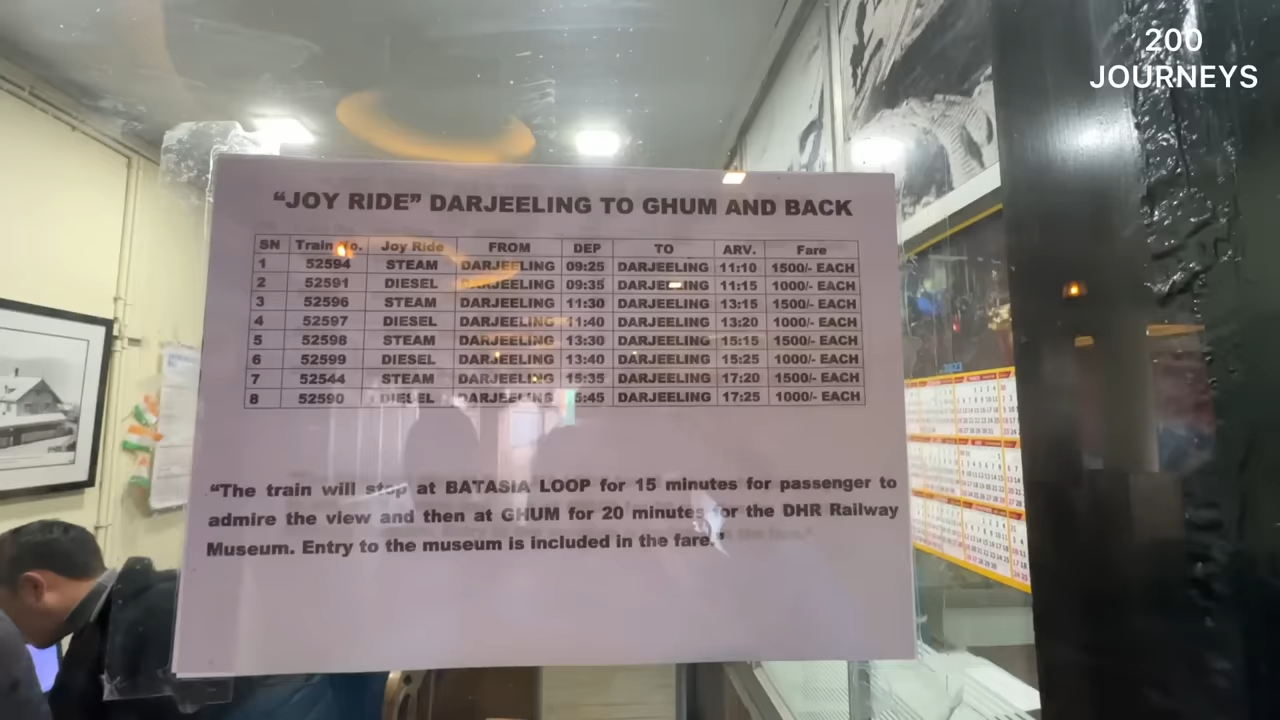 200
JOURNEYS
“JOY RIDE” DARJEELING TO GHUM AND BACK
SN Train No. Joy Ride FROM DEP TO ARV. Fare
1 52594 STEAM DARJEELING 09:25 DARJEELING 11:10 1500/- EACH
2 52591 DIESEL DARJEELING 09:35 DARJEELING 11:15 1000/- EACH
3 52596 STEAM DARJEELING 11:30 DARJEELING 13:15 1500/- EACH
4 52597 DIESEL DARJEELING 11:40 DARJEELING 13:20 1000/- EACH
5 52598 STEAM DARJEELING 13:30 DARJEELING 15:15 1500/- EACH
6 52599 DIESEL DARJEELING 13:40 DARJEELING 15:25 1000/- EACH
7 52544 STEAM DARJEELING 15:35 DARJEELING 17:20 1500/- EACH
8 52590 DIESEL DARJEELING 15:45 DARJEELING 17:25 1000/- EACH
“The train will stop at BATASIA LOOP for 15 minutes for passenger to
admire the view and then at GHUM for 20 minutes for the DHR Railway
Museum. Entry to the museum is included in the fare.”
2023